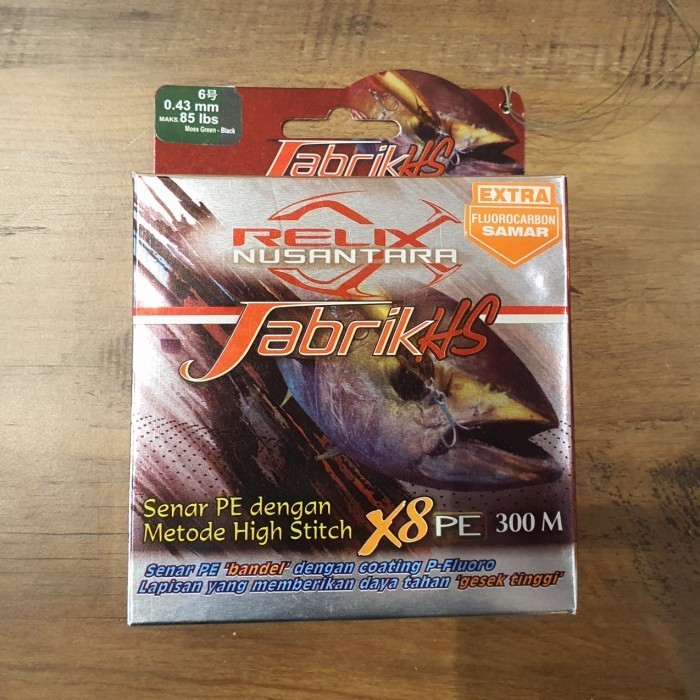 6号
0.43 mm
MAKS. 85 lbs
Moss Green - Black
JabrikHS
EXTRA
FLUOROCARBON
SAMAR
RELIX
NUSANTARA
JabrikHS
Senar PE dengan
Metode High Stitch
X8 PE 300 M
Senar PE 'bandel' dengan coating P-Fluoro
Lapisan yang memberikan daya tahan 'gesek tinggi'